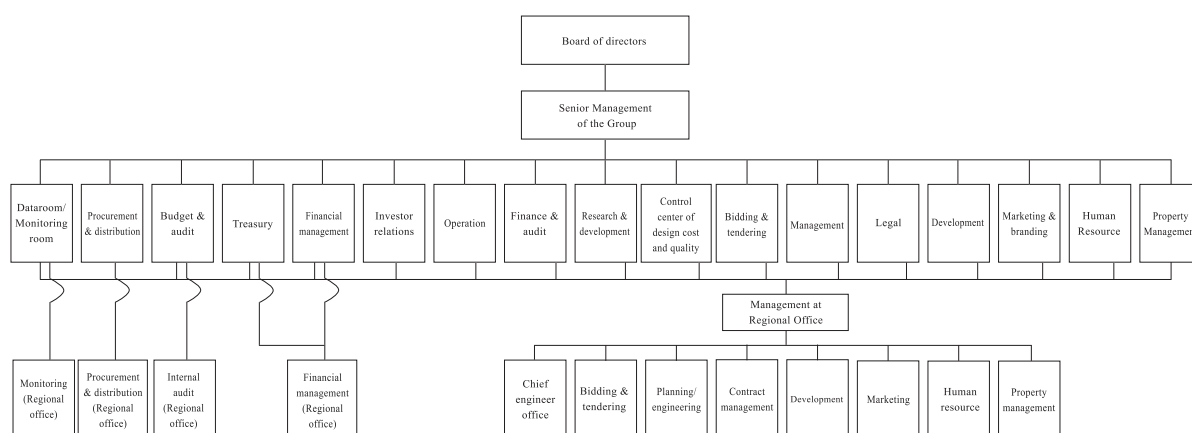 Board of directors
Senior Management
of the Group
Dataroom/
Monitoring
room
Procurement
& distribution
Budget &
audit
Treasury
Financial
management
Investor
relations
Operation
Finance &
audit
Research &
development
Control
center of
design cost
and quality
Bidding &
tendering
Management
Legal
Development
Marketing &
branding
Human
Resource
Property
Management
Management at
Regional Office
Monitoring
(Regional
office)
Procurement
& distribution
(Regional
office)
Internal
audit
(Regional
office)
Financial
management
(Regional
office)
Chief
engineer
office
Bidding &
tendering
Planning/
engineering
Contract
management
Development
Marketing
Human
resource
Property
management